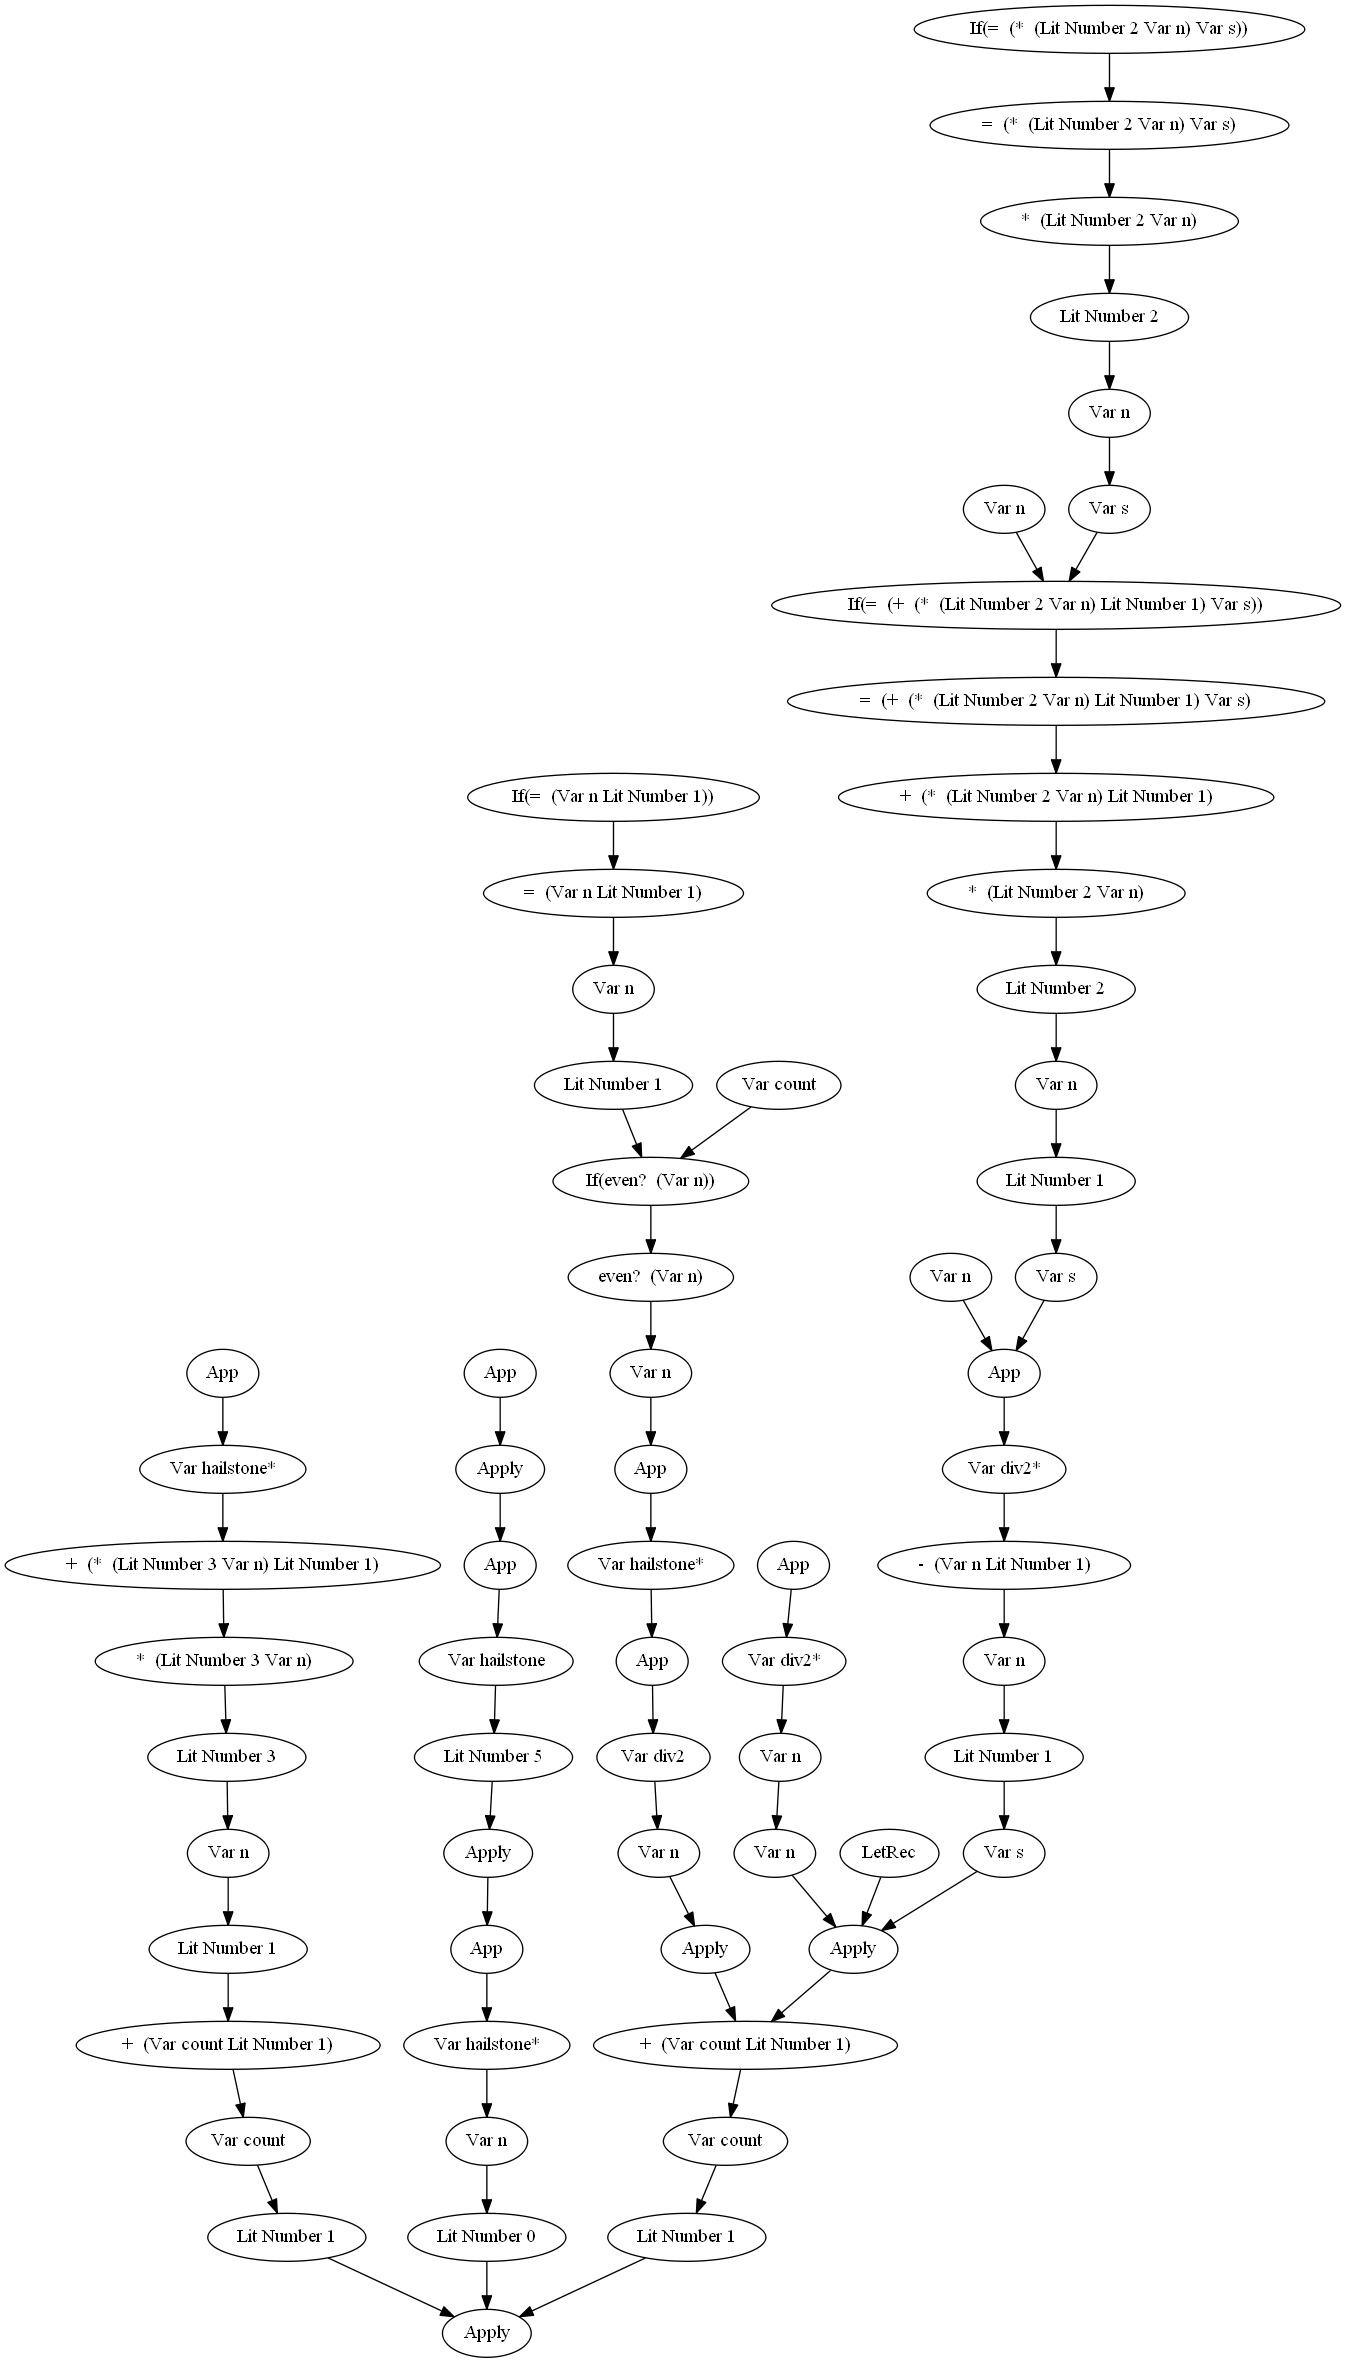 If(= (* (Lit Number 2 Var n) Var s))
= (* (Lit Number 2 Var n) Var s)
* (Lit Number 2 Var n)
Lit Number 2
Var n
Var n
Var s
If(= (+ (* (Lit Number 2 Var n) Lit Number 1) Var s))
= (+ (* (Lit Number 2 Var n) Lit Number 1) Var s)
If(= (Var n Lit Number 1))
+ (* (Lit Number 2 Var n) Lit Number 1)
= (Var n Lit Number 1)
* (Lit Number 2 Var n)
Var n
Lit Number 2
Lit Number 1
Var count
Var n
If(even? (Var n))
Lit Number 1
even? (Var n)
Var n
Var s
App
App
Var n
App
Var hailstone*
Apply
App
Var div2*
+ (* (Lit Number 3 Var n) Lit Number 1)
App
Var hailstone*
App
- (Var n Lit Number 1)
* (Lit Number 3 Var n)
Var hailstone
App
Var div2*
Var n
Lit Number 3
Lit Number 5
Var div2
Var n
Lit Number 1
Var n
Apply
Var n
Var n
LetRec
Var s
Lit Number 1
App
Apply
Apply
+ (Var count Lit Number 1)
Var hailstone*
+ (Var count Lit Number 1)
Var count
Var n
Var count
Lit Number 1
Lit Number 0
Lit Number 1
Apply